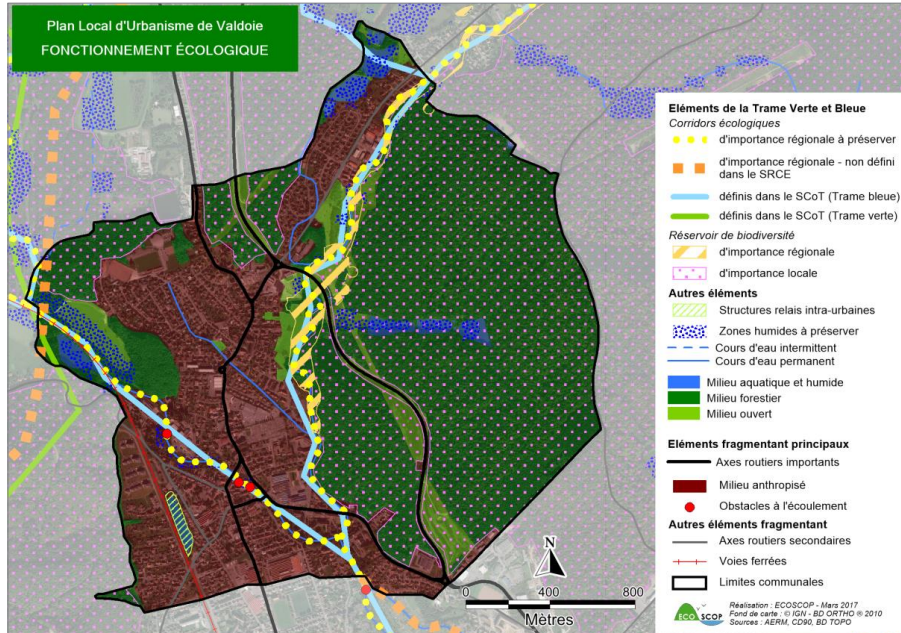 Plan Local d'Urbanisme de Valdoie
FONCTIONNEMENT ÉCOLOGIQUE
Eléments de la Trame Verte et Bleue
Corridors écologiques
d'importance régionale à préserver
d'importance régionale - non défini
dans le SRCE
définis dans le SCoT (Trame bleue)
définis dans le SCoT (Trame verte)
Réservoir de biodiversité
d'importance régionale
d'importance locale
Autres éléments
Structures relais intra-urbaines
Zones humides à préserver
Cours d'eau intermittent
Cours d'eau permanent
Milieu aquatique et humide
Milieu forestier
Milieu ouvert
Eléments fragmentant principaux
Axes routiers importants
Milieu anthropisé
Obstacles à l'écoulement
Autres éléments fragmentant
Axes routiers secondaires
Voies ferrées
Limites communales
N
0 400 800
Mètres
ECO SCOP
Réalisation : ECOSCOP - Mars 2017
Fond de carte : © IGN - BD ORTHO ® 2010
Sources : AERM, CD90, BD TOPO